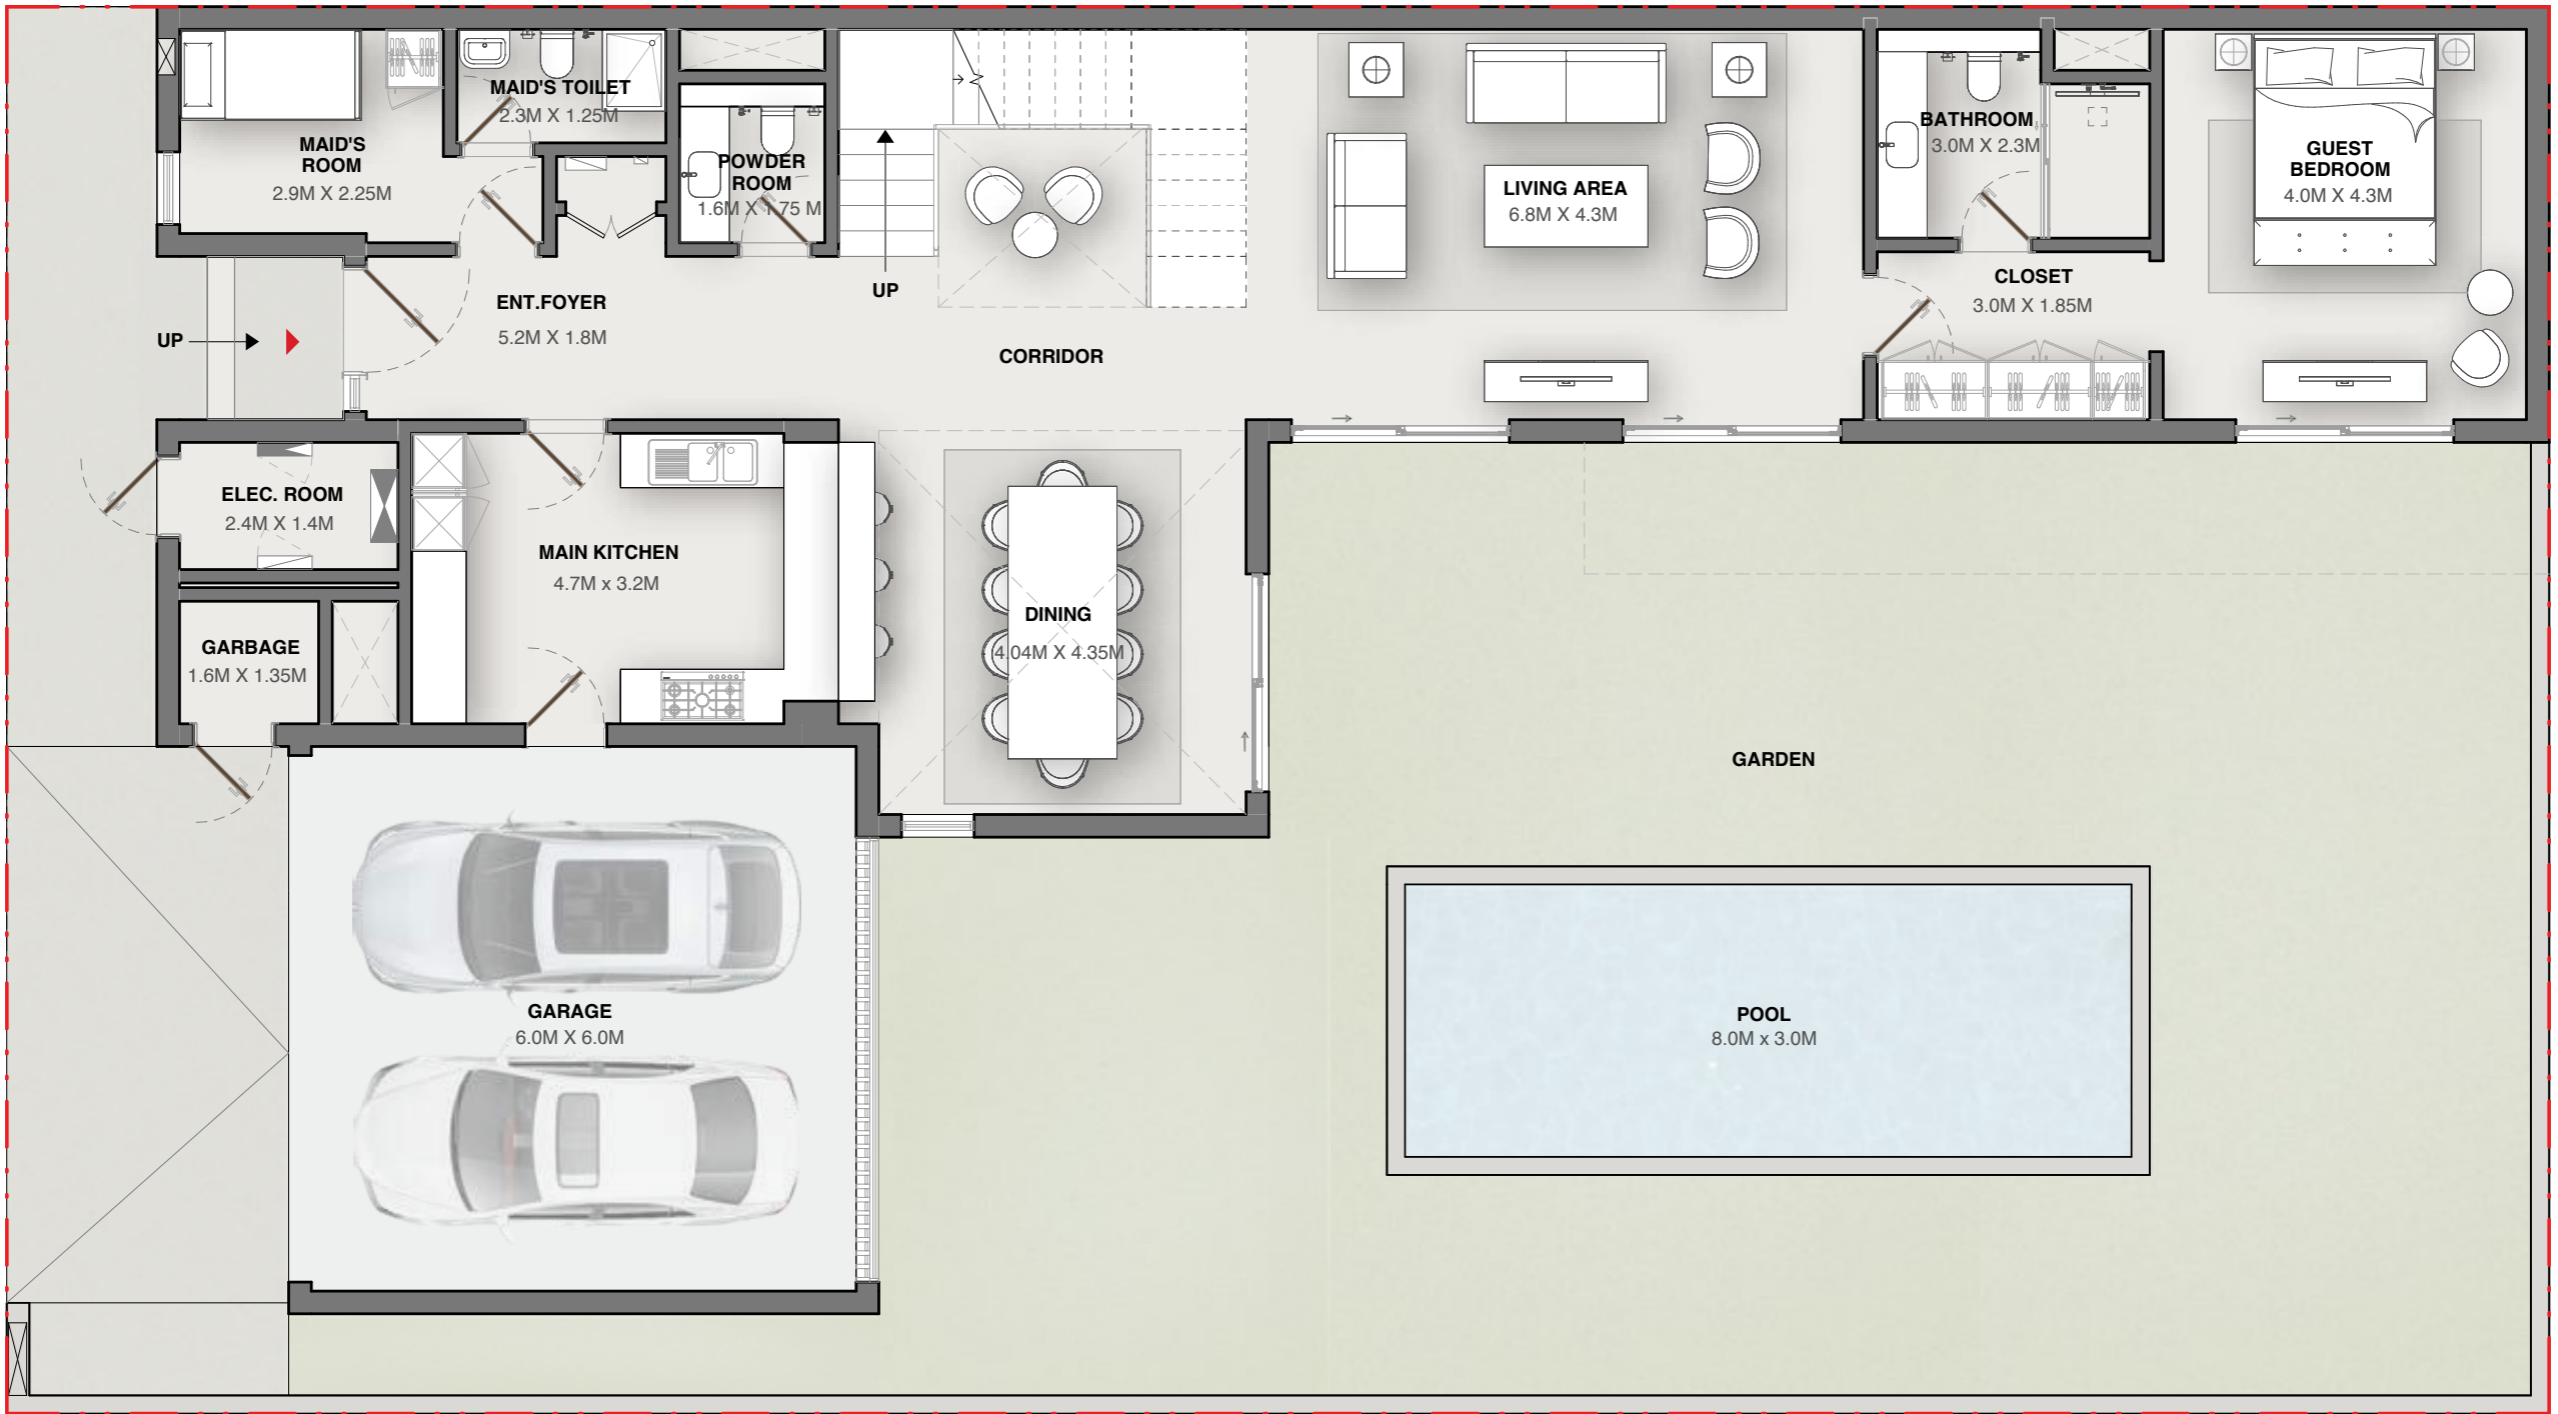 MAID'S
ROOM
2.9M X 2.25M
MAID'S TOILET
2.3M X 1.25M
POWDER
ROOM
1.6M X 1.75 M
UP
LIVING AREA
6.8M X 4.3M
BATHROOM
3.0M X 2.3M
GUEST
BEDROOM
4.0M X 4.3M
CLOSET
3.0M X 1.85M
UP
ENT.FOYER
5.2M X 1.8M
CORRIDOR
ELEC. ROOM
2.4M X 1.4M
MAIN KITCHEN
4.7M x 3.2M
GARBAGE
1.6M X 1.35M
DINING
4.04M X 4.35M
GARDEN
GARAGE
6.0M X 6.0M
POOL
8.0M x 3.0M